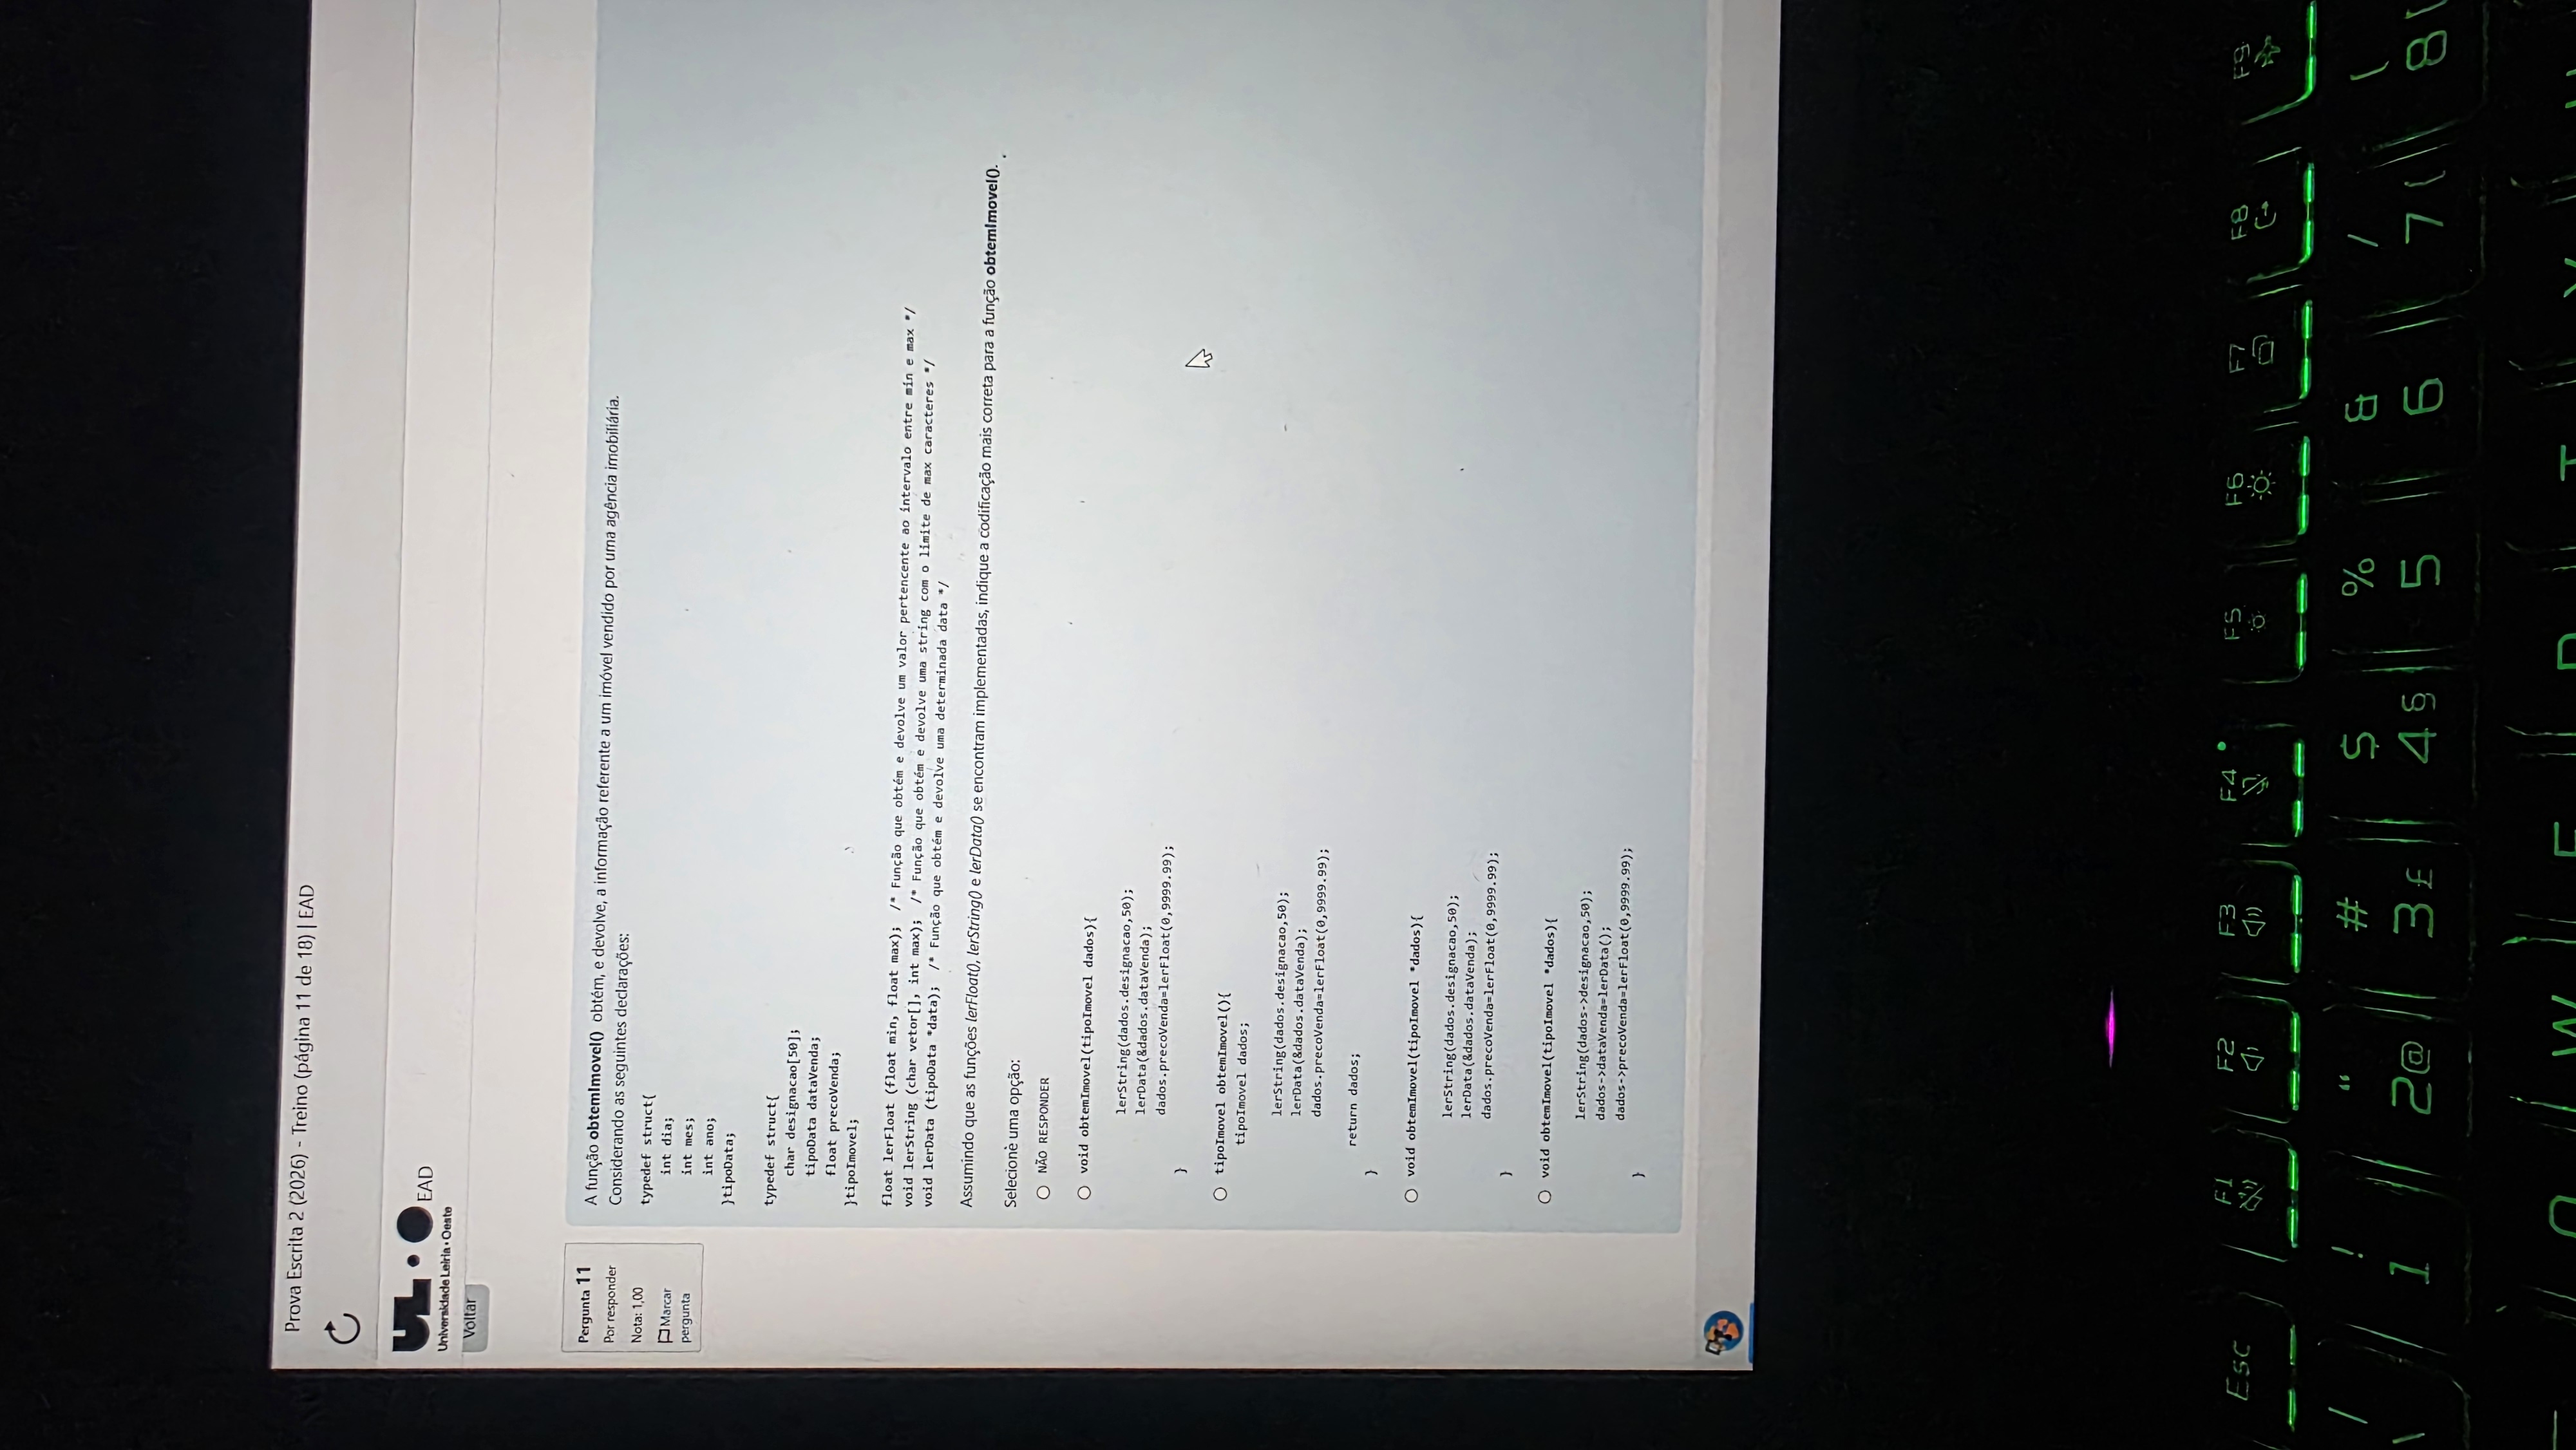 Prova Escrita 2 (2026) - Treino (página 11 de 18) | EAD
UL EAD
Universidade Leiria • Oeste
Voltar
Pergunta 11
Por responder
Nota: 1,00
Marcar
pergunta
A função obtemImovel() obtém, e devolve, a informação referente a um imóvel vendido por uma agência imobiliária.
Considerando as seguintes declarações:
typedef struct{
int dia;
int mes;
int ano;
}tipoData;
typedef struct{
char designacao[50];
tipoData dataVenda;
float precoVenda;
}tipoImovel;
float lerFloat (float min, float max); /* Função que obtém e devolve um valor pertencente ao intervalo entre min e max */
void lerString (char vetor[], int max); /* Função que obtém e devolve uma string com o limite de max caracteres */
void lerData (tipoData *data); /* Função que obtém e devolve uma determinada data */
Assumindo que as funções lerFloat(), lerString() e lerData() se encontram implementadas, indique a codificação mais correta para a função obtemImovel().
Selecione uma opção:
NÃO RESPONDER
void obtemImovel(tipoImovel dados){
lerString(dados.designacao,50);
lerData(&dados.dataVenda);
dados.precoVenda=lerFloat(0,9999.99);
}
tipoImovel obtemImovel(){
tipoImovel dados;
lerString(dados.designacao,50);
lerData(&dados.dataVenda);
dados.precoVenda=lerFloat(0,9999.99);
return dados;
}
void obtemImovel(tipoImovel *dados){
lerString(dados.designacao,50);
lerData(&dados.dataVenda);
dados.precoVenda=lerFloat(0,9999.99);
}
void obtemImovel(tipoImovel *dados){
lerString(dados->designacao,50);
dados->dataVenda=lerData();
dados->precoVenda=lerFloat(0,9999.99);
}
Esc F1 F2 F3 F4 F5 F6 F7 F8 F9
/ ! “ # $ % & / (
\ 1 2@ 3£ 4§ 5 6 7{ 8
W